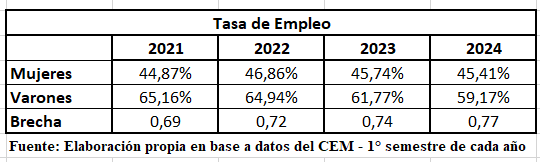 Tasa de Empleo
2021 2022 2023 2024
Mujeres 44,87% 46,86% 45,74% 45,41%
Varones 65,16% 64,94% 61,77% 59,17%
Brecha 0,69 0,72 0,74 0,77
Fuente: Elaboración propia en base a datos del CEM - 1° semestre de cada año